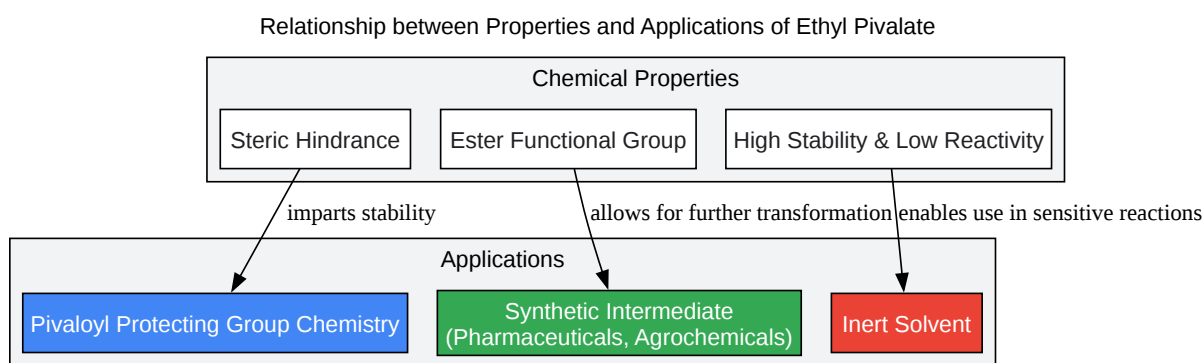 Relationship between Properties and Applications of Ethyl Pivalate
Chemical Properties
Steric Hindrance
Ester Functional Group
High Stability & Low Reactivity
imparts stability
allows for further transformation
enables use in sensitive reactions
Applications
Pivaloyl Protecting Group Chemistry
Synthetic Intermediate
(Pharmaceuticals, Agrochemicals)
Inert Solvent